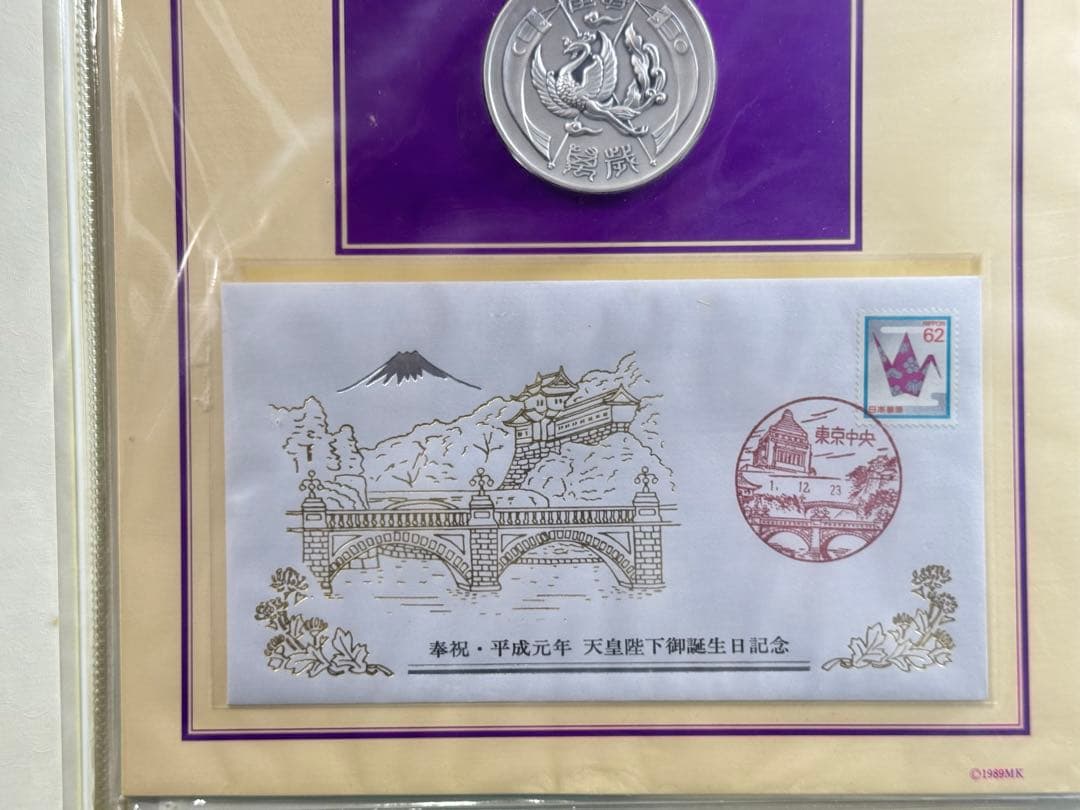 萬歳
NIPPON
62
日本郵便
東京中央
1. 12. 23
奉祝・平成元年 天皇陛下御誕生日記念
©1989MK